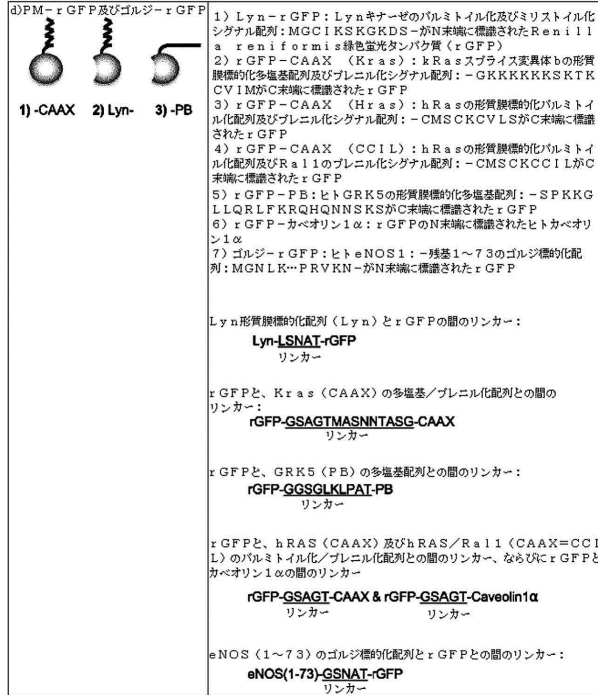 d)PM-rGFP及びゴルジ-rGFP
1) -CAAX 2) Lyn- 3) -PB
1) Lyn-rGFP:Lynキナーゼのパルミトイル化及びミリストイル化
シグナル配列:MGCIKSKGKDS-がN末端に標識されたRenill
a reniformis緑色蛍光タンパク質(rGFP)
2) rGFP-CAAX (Kras):kRasスプライス変異体bの形質
膜標的化多塩基配列及びプレニル化シグナル配列:-GKKKKKKSKTK
CVIMがC末端に標識されたrGFP
3) rGFP-CAAX (Hras):hRasの形質膜標的化パルミトイ
ル化配列及びプレニル化シグナル配列:-CMSCKCVLSがC末端に標
識されたrGFP
4) rGFP-CAAX (CCIL):hRasの形質膜標的化パルミトイ
ル化配列及びRal1のプレニル化シグナル配列:-CMSCKCCILがC
末端に標識されたrGFP
5) rGFP-PB:ヒトGRK5の形質膜標的化多塩基配列:-SPKKG
LLQRLFKRQHQNNSKSがC末端に標識されたrGFP
6) rGFP-カベオリン1α:rGFPのN末端に標識されたヒトカベオリ
ン1α
7) ゴルジ-rGFP:ヒトeNOS1:-残基1~73のゴルジ標的化配
列:MGNLK…PRVKN-がN末端に標識されたrGFP
Lyn形質膜標的化配列(Lyn)とrGFPの間のリンカー:
Lyn-LSNAT-rGFP
リンカー
rGFPと、Kras(CAAX)の多塩基/プレニル化配列との間の
リンカー:
rGFP-GSAGTMASNNTASG-CAAX
リンカー
rGFPと、GRK5(PB)の多塩基配列との間のリンカー:
rGFP-GGSGLKLPAT-PB
リンカー
rGFPと、hRAS(CAAX)及びhRAS/Ral1(CAAX=CCI
L)のパルミトイル化/プレニル化配列との間のリンカー、ならびにrGFPと
カベオリン1αの間のリンカー
rGFP-GSAGT-CAAX & rGFP-GSAGT-Caveolin1α
リンカー リンカー
eNOS(1~73)のゴルジ標的化配列とrGFPとの間のリンカー:
eNOS(1-73)-GSNAT-rGFP
リンカー